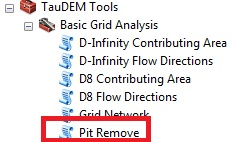 TauDEM Tools
Basic Grid Analysis
D-Infinity Contributing Area
D-Infinity Flow Directions
D8 Contributing Area
D8 Flow Directions
Grid Network
Pit Remove